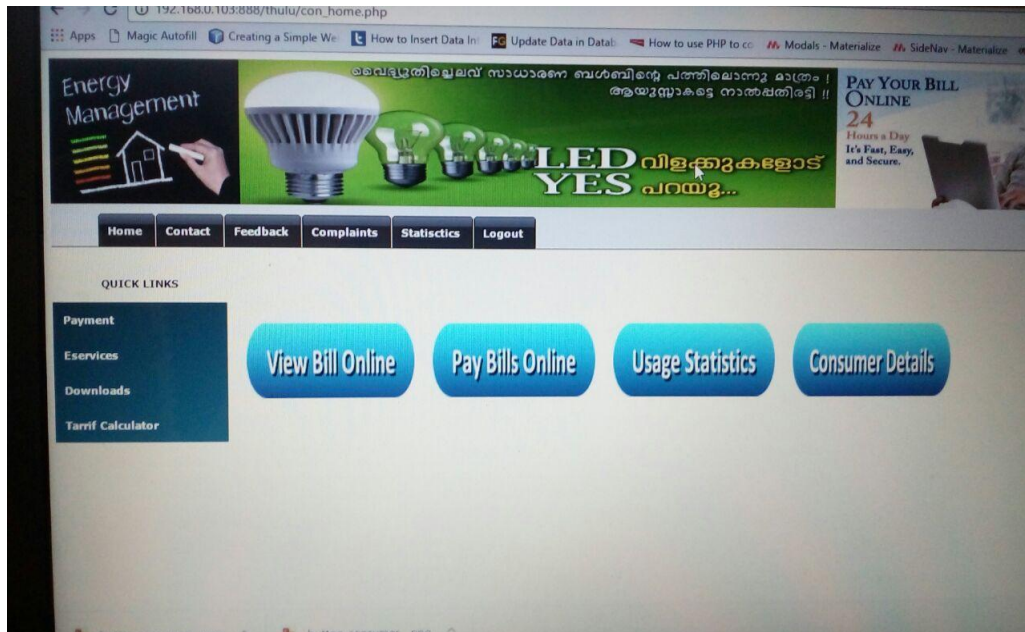 192.168.0.103:888/thulu/con_home.php
Apps Magic Autofill Creating a Simple We How to Insert Data In Update Data in Datab How to use PHP to co Modals - Materialize SideNav - Materialize
Energy
Management
വൈദ്യുതിച്ചെലവ് സാധാരണ ബൾബിന്റെ പത്തിലൊന്നു മാത്രം !
ആയുസ്സാകട്ടെ നാൽപ്പതിരട്ടി !!
LED വിളക്കുകളോട്
YES പറയൂ...
PAY YOUR BILL
ONLINE
24
Hours a Day
It's Fast, Easy,
and Secure.
Home Contact Feedback Complaints Statisctics Logout
QUICK LINKS
Payment
Eservices
Downloads
Tarrif Calculator
View Bill Online Pay Bills Online Usage Statistics Consumer Details